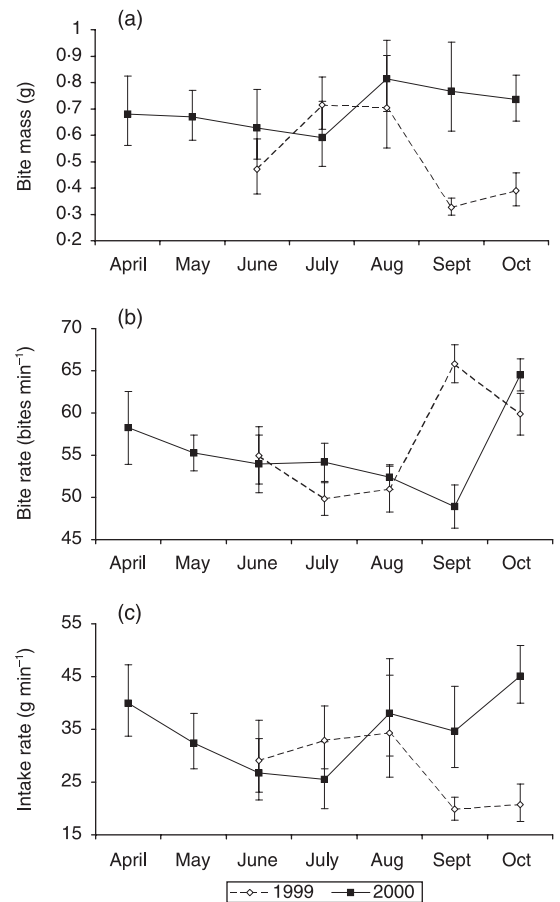 (a)
Bite mass (g)
1
0·9
0·8
0·7
0·6
0·5
0·4
0·3
0·2
April May June July Aug Sept Oct
(b)
Bite rate (bites min⁻¹)
70
65
60
55
50
45
April May June July Aug Sept Oct
(c)
Intake rate (g min⁻¹)
55
45
35
25
15
April May June July Aug Sept Oct
1999 2000